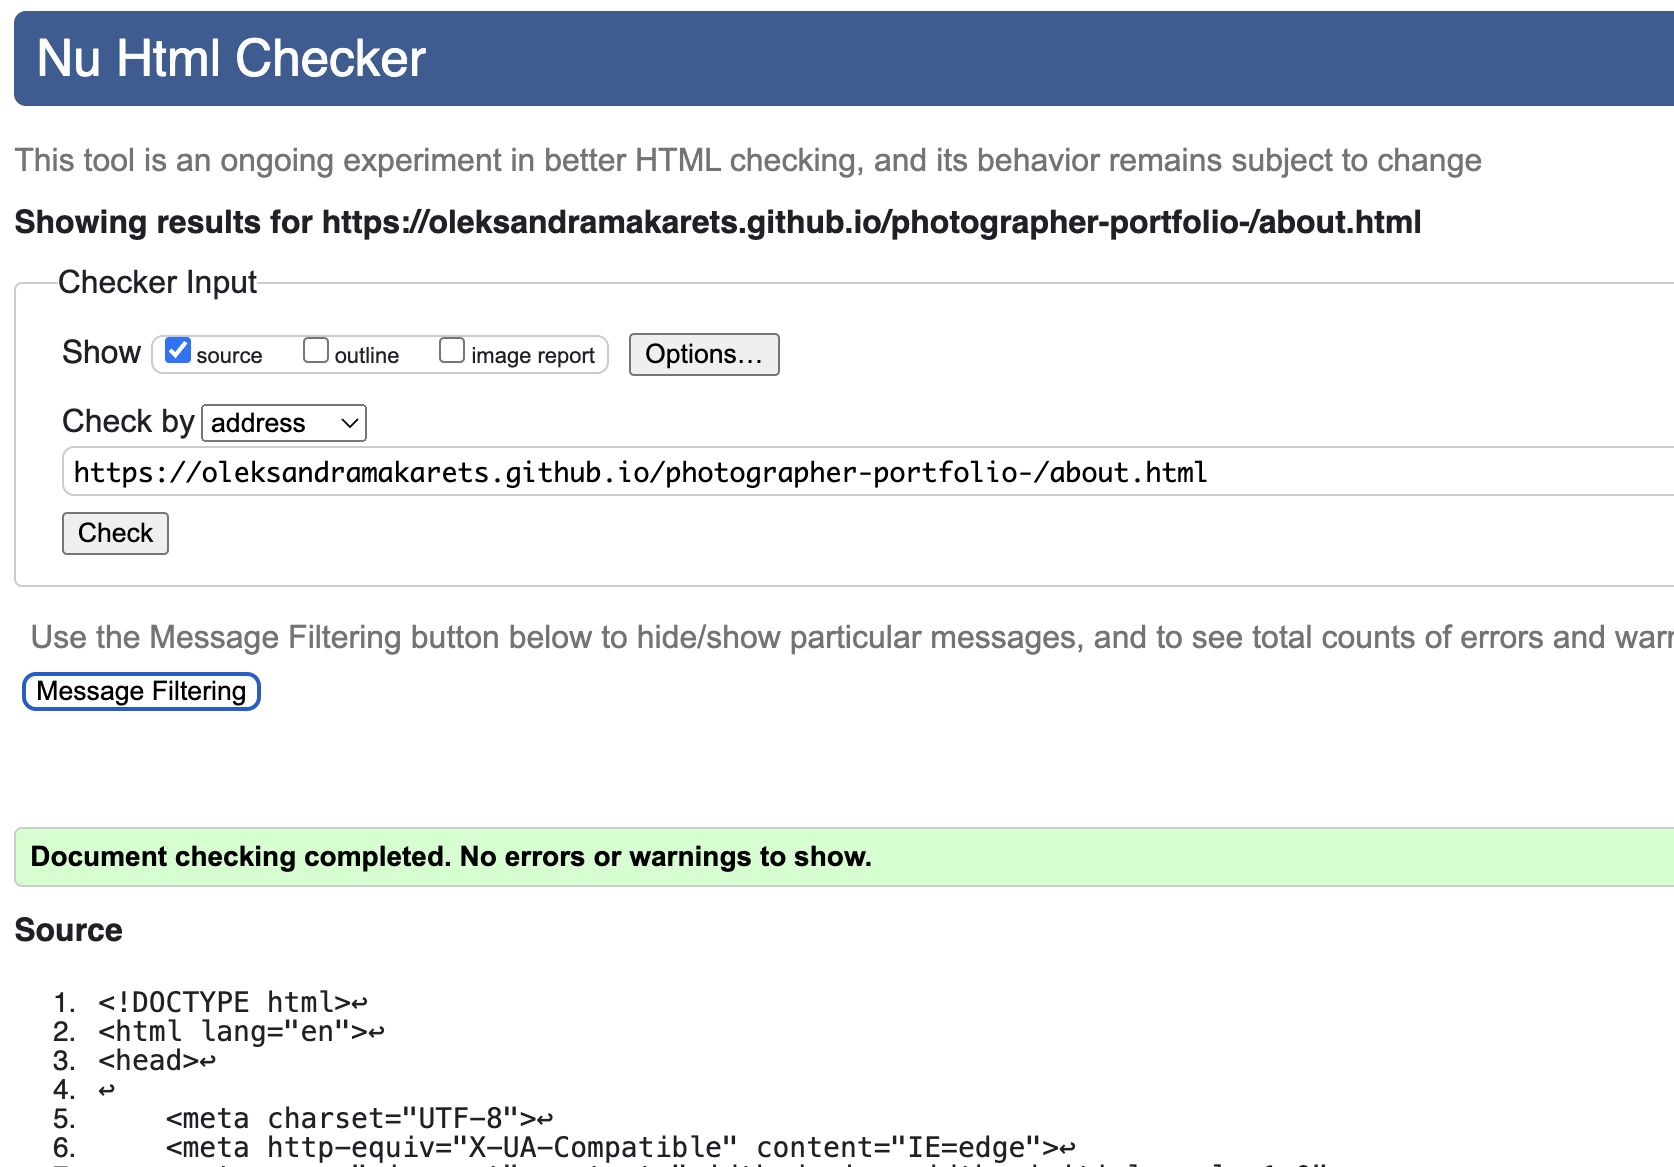 Nu Html Checker
This tool is an ongoing experiment in better HTML checking, and its behavior remains subject to change
Showing results for https://oleksandramakarets.github.io/photographer-portfolio-/about.html
Checker Input
Show source outline image report Options…
Check by address
https://oleksandramakarets.github.io/photographer-portfolio-/about.html
Check
Use the Message Filtering button below to hide/show particular messages, and to see total counts of errors and
Message Filtering
Document checking completed. No errors or warnings to show.
Source
1. <!DOCTYPE html>↩
2. <html lang="en">↩
3. <head>↩
4. ↩
5. <meta charset="UTF-8">↩
6. <meta http-equiv="X-UA-Compatible" content="IE=edge">↩